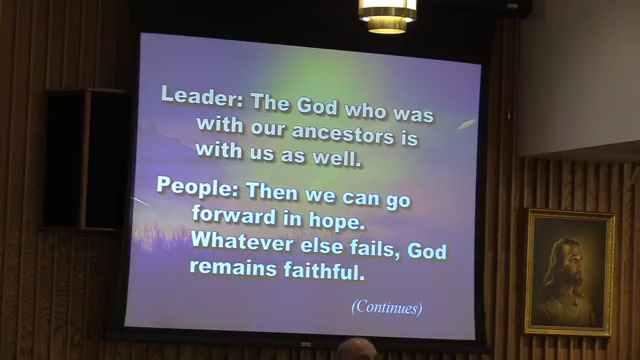 Leader: The God who was
with our ancestors is
with us as well.
People: Then we can go
forward in hope.
Whatever else fails, God
remains faithful.
(Continues)